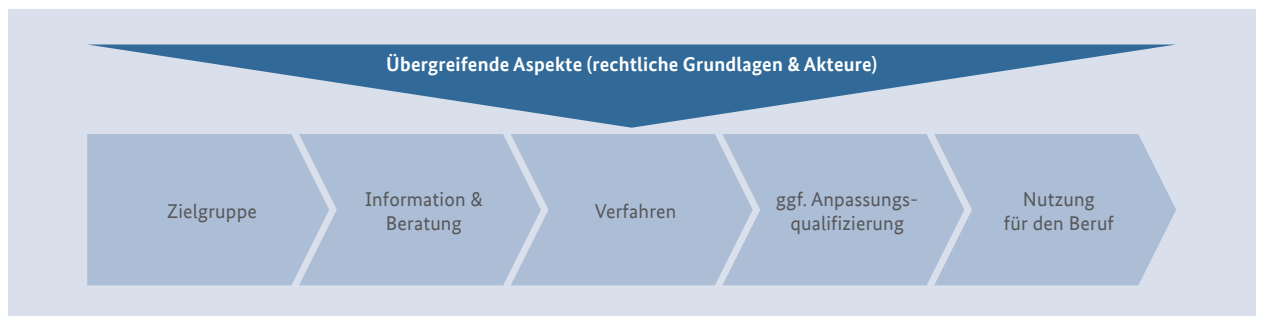 Übergreifende Aspekte (rechtliche Grundlagen & Akteure)
Zielgruppe
Information &
Beratung
Verfahren
ggf. Anpassungs-
qualifizierung
Nutzung
für den Beruf